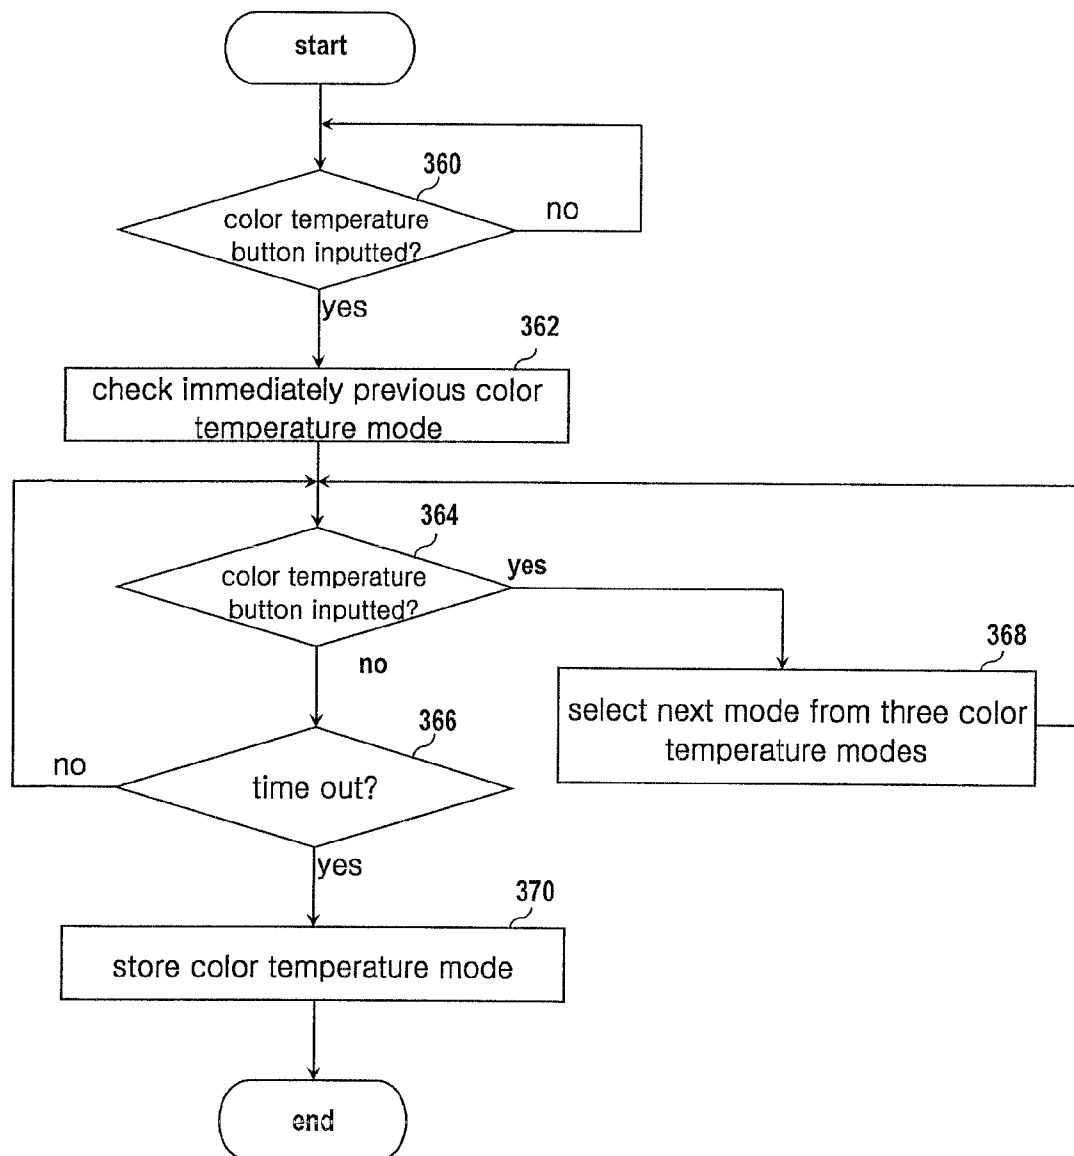 start
360
color temperature
button inputted?
no
yes
362
check immediately previous color
temperature mode
364
color temperature
button inputted?
yes
no
368
select next mode from three color
temperature modes
366
time out?
no
yes
370
store color temperature mode
end